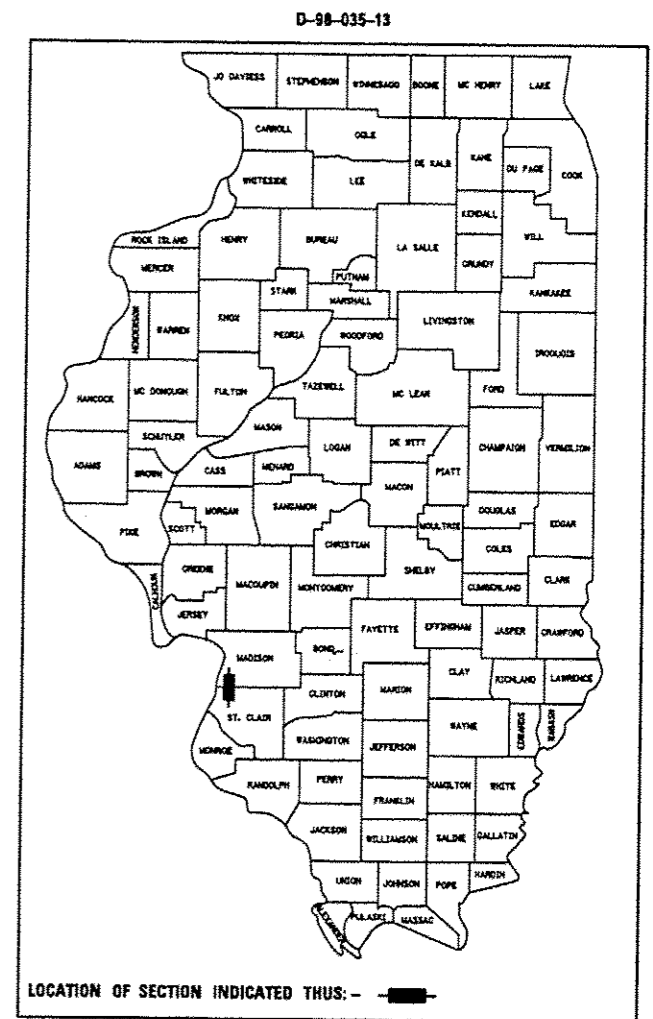 D-98-035-13
JO DAVIESS
STEPHENSON
WINNEBAGO
BOONE
MC HENRY
LAKE
CARROLL
OGLE
DE KALB
KANE
DU PAGE
COOK
WHITESIDE
LEE
KENDALL
WILL
ROCK ISLAND
HENRY
BUREAU
LA SALLE
GRUNDY
MERCER
PUTNAM
KANKAKEE
STARK
MARSHALL
HENDERSON
WARREN
KNOX
PEORIA
WOODFORD
LIVINGSTON
IROQUOIS
HANCOCK
MC DONOUGH
FULTON
TAZEWELL
MC LEAN
FORD
MASON
SCHUYLER
LOGAN
DE WITT
CHAMPAIGN
VERMILION
ADAMS
BROWN
CASS
MENARD
PIATT
MACON
PIKE
SCOTT
MORGAN
SANGAMON
MOULTRIE
DOUGLAS
EDGAR
CHRISTIAN
COLES
CALHOUN
GREENE
MACOUPIN
MONTGOMERY
SHELBY
CUMBERLAND
CLARK
JERSEY
FAYETTE
EFFINGHAM
JASPER
CRAWFORD
MADISON
BOND
CLAY
RICHLAND
LAWRENCE
CLINTON
MARION
ST. CLAIR
WAYNE
EDWARDS
WABASH
MONROE
WASHINGTON
JEFFERSON
RANDOLPH
PERRY
HAMILTON
WHITE
FRANKLIN
JACKSON
WILLIAMSON
SALINE
GALLATIN
UNION
JOHNSON
POPE
HARDIN
ALEXANDER
PULASKI
MASSAC
LOCATION OF SECTION INDICATED THUS: -